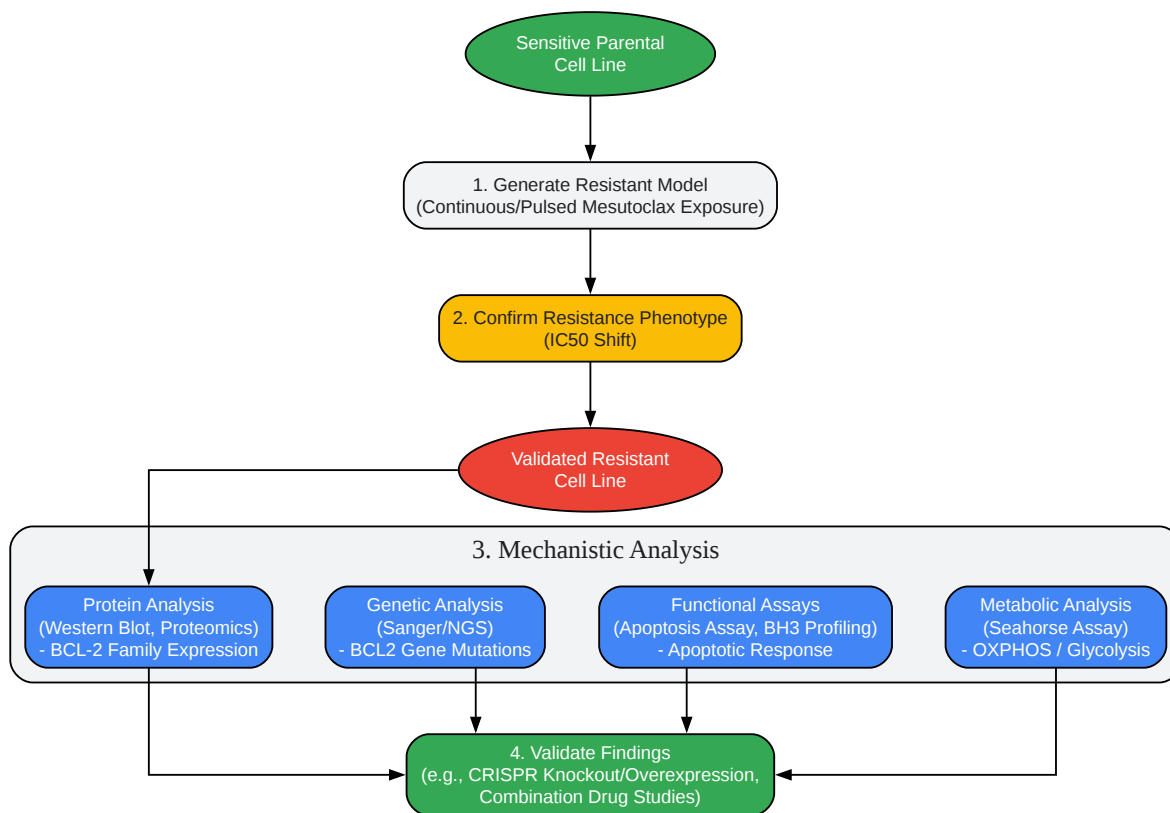 Sensitive Parental
Cell Line
1. Generate Resistant Model
(Continuous/Pulsed Mesutoclax Exposure)
2. Confirm Resistance Phenotype
(IC50 Shift)
Validated Resistant
Cell Line
3. Mechanistic Analysis
Protein Analysis
(Western Blot, Proteomics)
- BCL-2 Family Expression
Genetic Analysis
(Sanger/NGS)
- BCL2 Gene Mutations
Functional Assays
(Apoptosis Assay, BH3 Profiling)
- Apoptotic Response
Metabolic Analysis
(Seahorse Assay)
- OXPHOS / Glycolysis
4. Validate Findings
(e.g., CRISPR Knockout/Overexpression,
Combination Drug Studies)